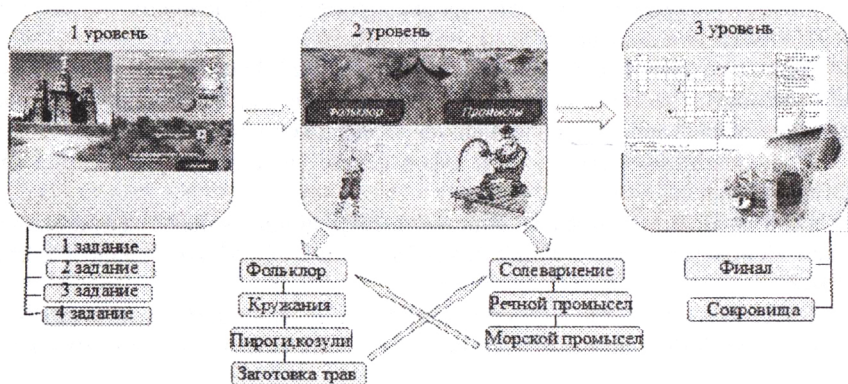 1 уровень
2 уровень
3 уровень
Фольклор
Промыслы
1 задание
2 задание
3 задание
4 задание
Фольклор
Кружания
Пироги,козули
Заготовка трав
Солевариение
Речной промысел
Морской промысел
Финал
Сокровища